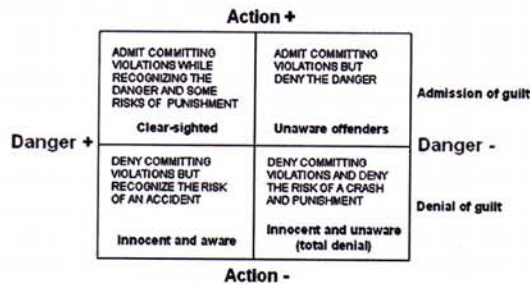 Action +
ADMIT COMMITTING
VIOLATIONS WHILE
RECOGNIZING THE
DANGER AND SOME
RISKS OF PUNISHMENT
Clear-sighted
ADMIT COMMITTING
VIOLATIONS BUT
DENY THE DANGER
Unaware offenders
Admission of guilt
Danger +
Danger -
DENY COMMITTING
VIOLATIONS BUT
RECOGNIZE THE RISK
OF AN ACCIDENT
Innocent and aware
DENY COMMITTING
VIOLATIONS AND DENY
THE RISK OF A CRASH
AND PUNISHMENT
Innocent and unaware
(total denial)
Denial of guilt
Action -